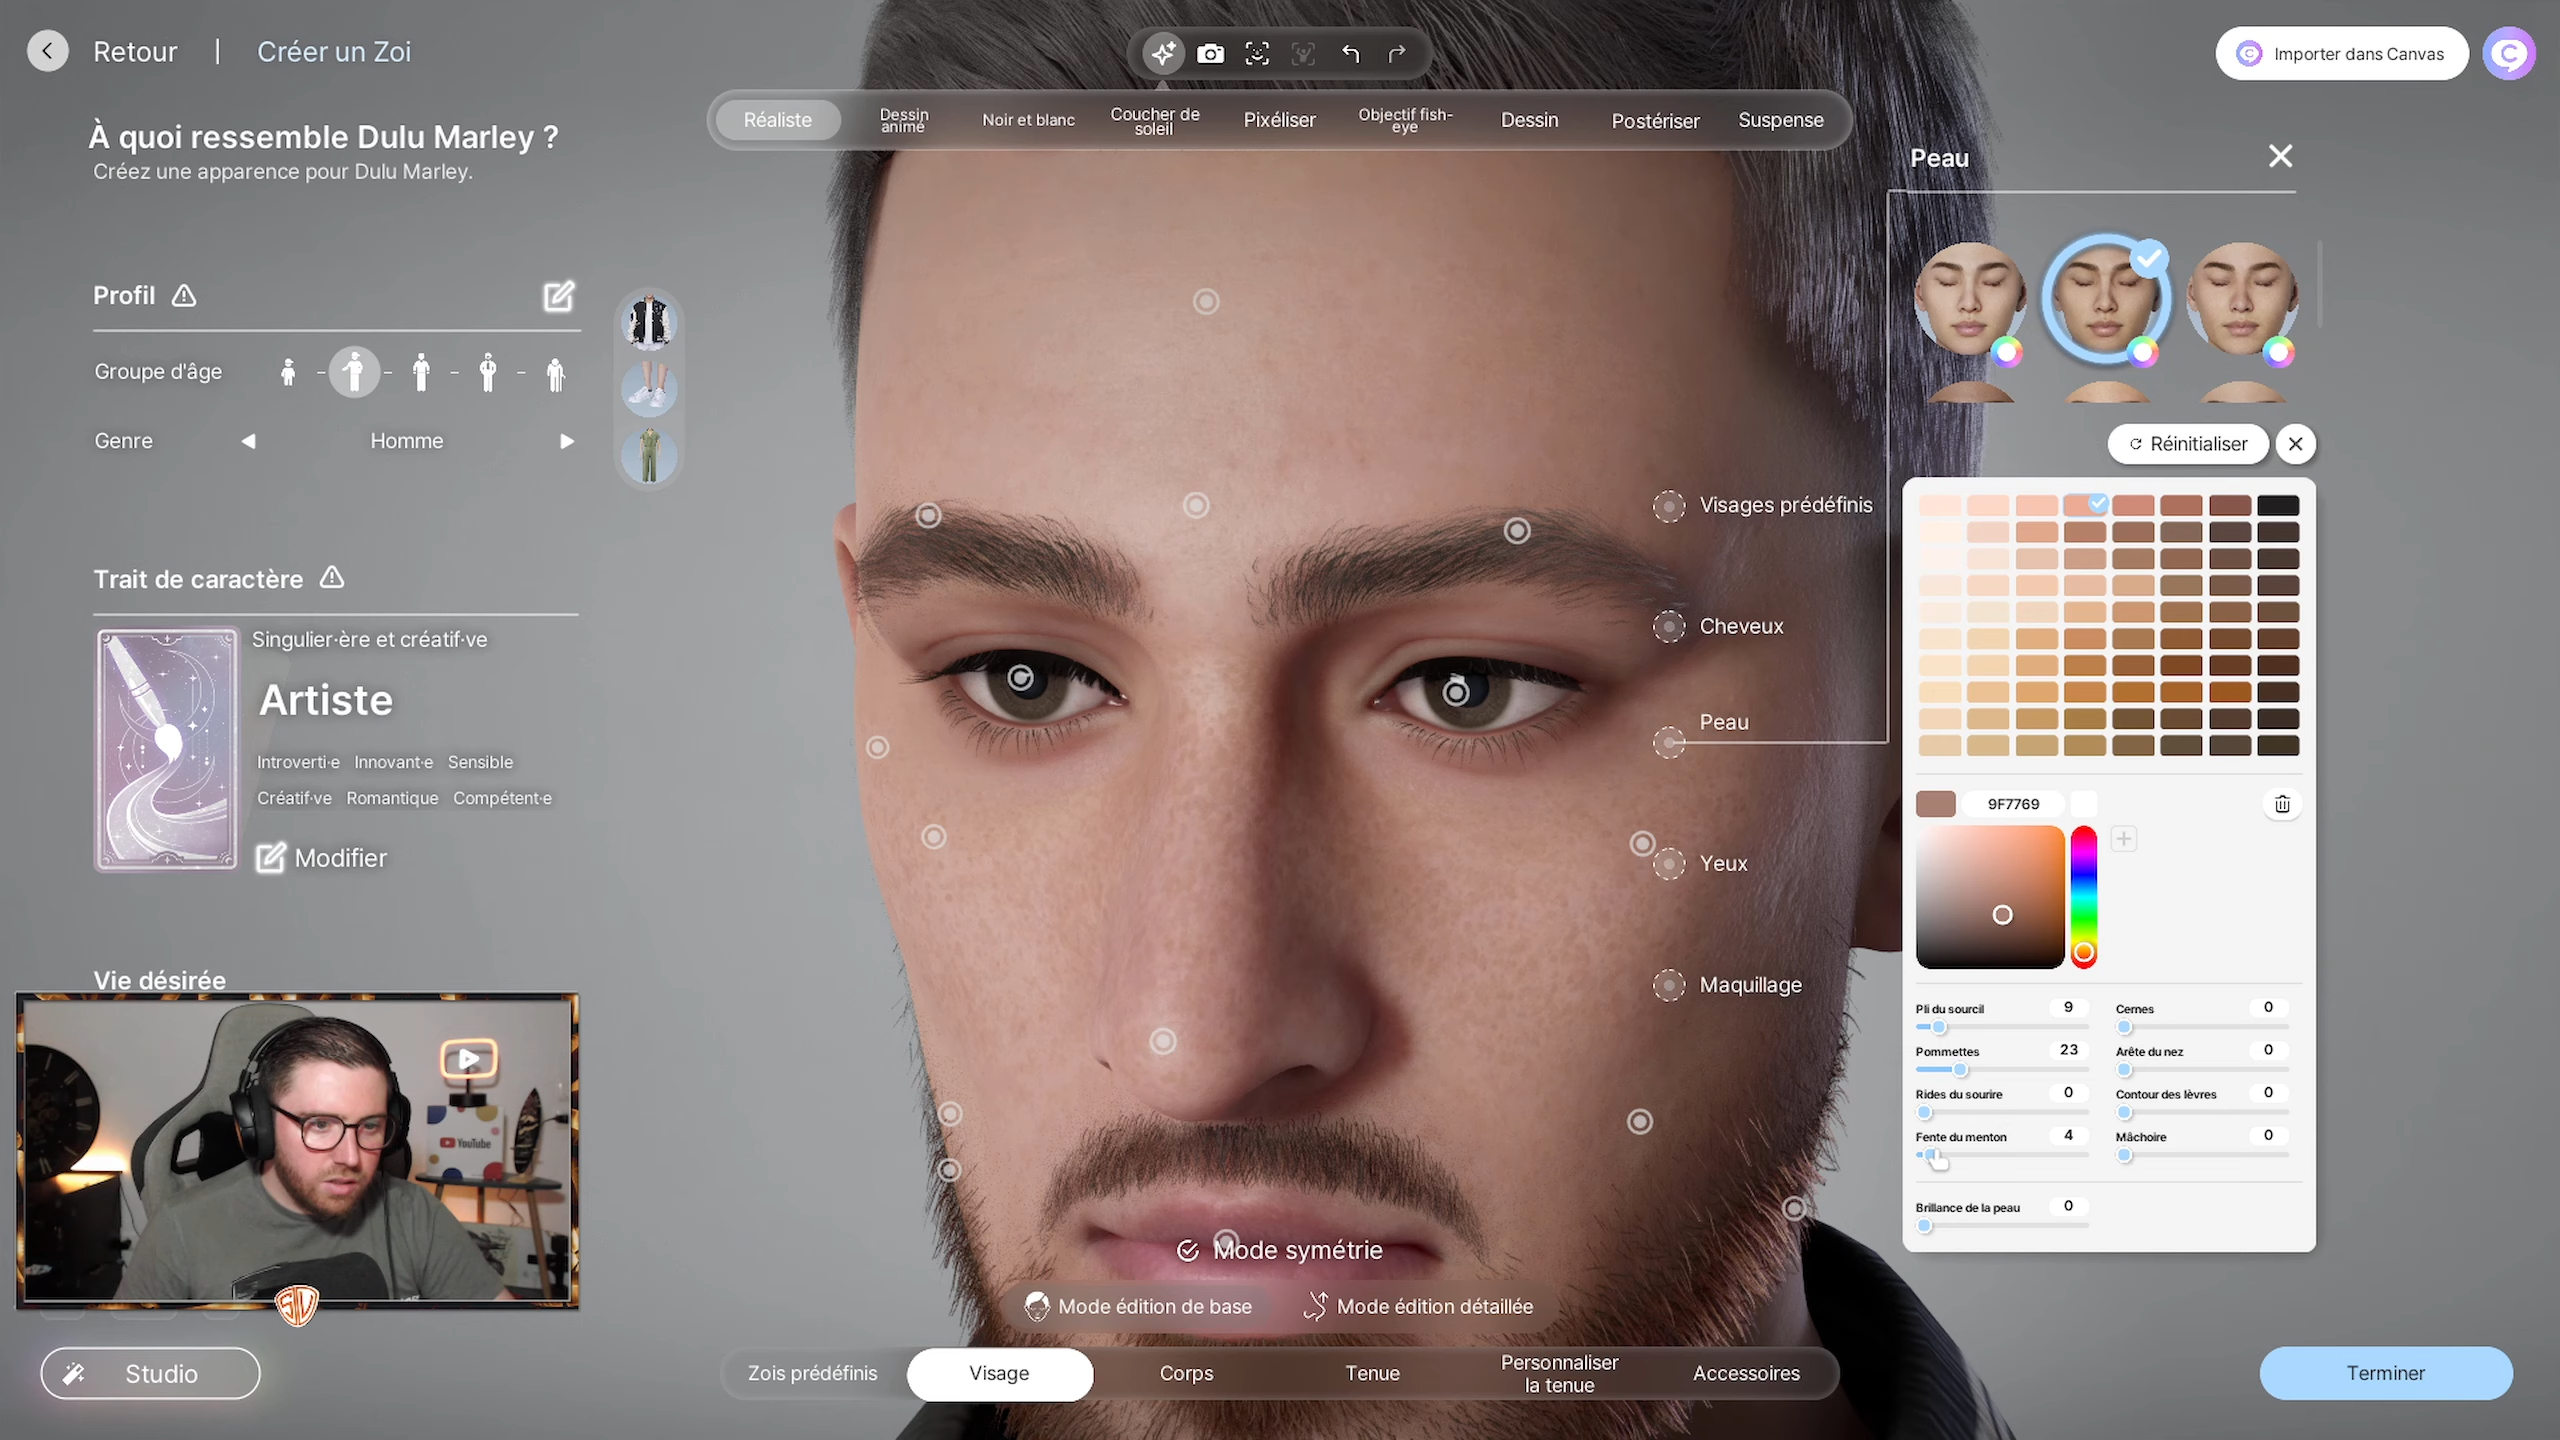 Retour | Créer un Zoi
Importer dans Canvas
Réaliste
Dessin animé
Noir et blanc
Coucher de soleil
Pixéliser
Objectif fish-eye
Dessin
Postériser
Suspense
À quoi ressemble Dulu Marley ?
Créez une apparence pour Dulu Marley.
Profil
Groupe d'âge
Genre
Homme
Trait de caractère
Singulier·ère et créatif·ve
Artiste
Introverti·e Innovant·e Sensible
Créatif·ve Romantique Compétent·e
Modifier
Vie désirée
YouTube
Studio
Visages prédéfinis
Cheveux
Peau
Yeux
Maquillage
Mode symétrie
Mode édition de base
Mode édition détaillée
Zois prédéfinis
Visage
Corps
Tenue
Personnaliser
la tenue
Accessoires
Peau
Réinitialiser
9F7769
Pli du sourcil 9
Cernes 0
Pommettes 23
Arête du nez 0
Rides du sourire 0
Contour des lèvres 0
Fente du menton 4
Mâchoire 0
Brillance de la peau 0
Terminer